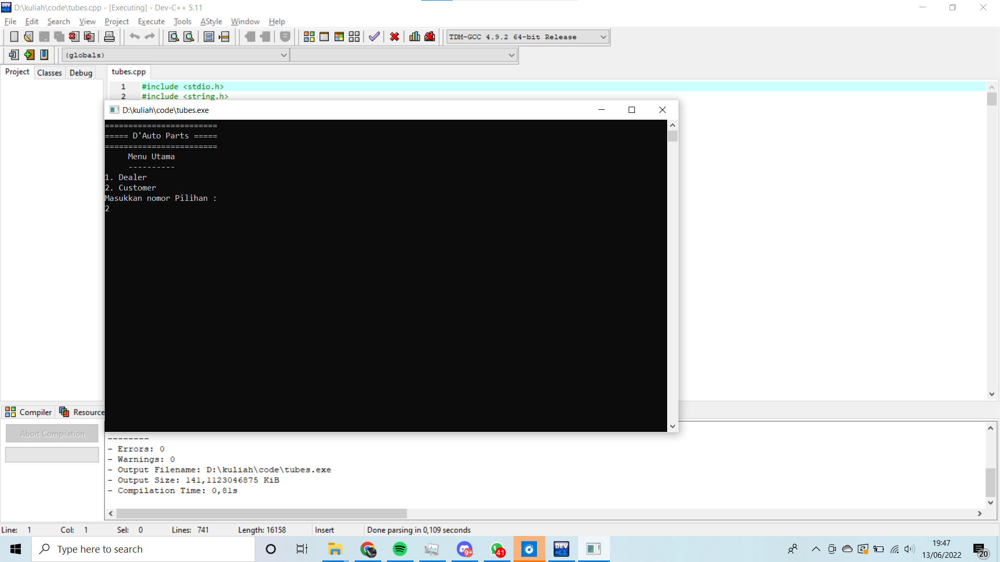 D:\kuliah\code\tubes.cpp - [Executing] - Dev-C++ 5.11
File Edit Search View Project Execute Tools AStyle Window Help
TDM-GCC 4.9.2 64-bit Release
(globals)
Project Classes Debug
tubes.cpp
1 #include <stdio.h>
2 #include <string.h>
D:\kuliah\code\tubes.exe
========================
===== D'Auto Parts =====
========================
Menu Utama
----------
1. Dealer
2. Customer
Masukkan nomor Pilihan :
2
Compiler Resource
Abort Compilation
--------
- Errors: 0
- Warnings: 0
- Output Filename: D:\kuliah\code\tubes.exe
- Output Size: 141,1123046875 KiB
- Compilation Time: 0,81s
Line: 1 Col: 1 Sel: 0 Lines: 741 Length: 16158 Insert Done parsing in 0,109 seconds
Type here to search
9+
41
DEV C++
19:47
13/06/2022
20